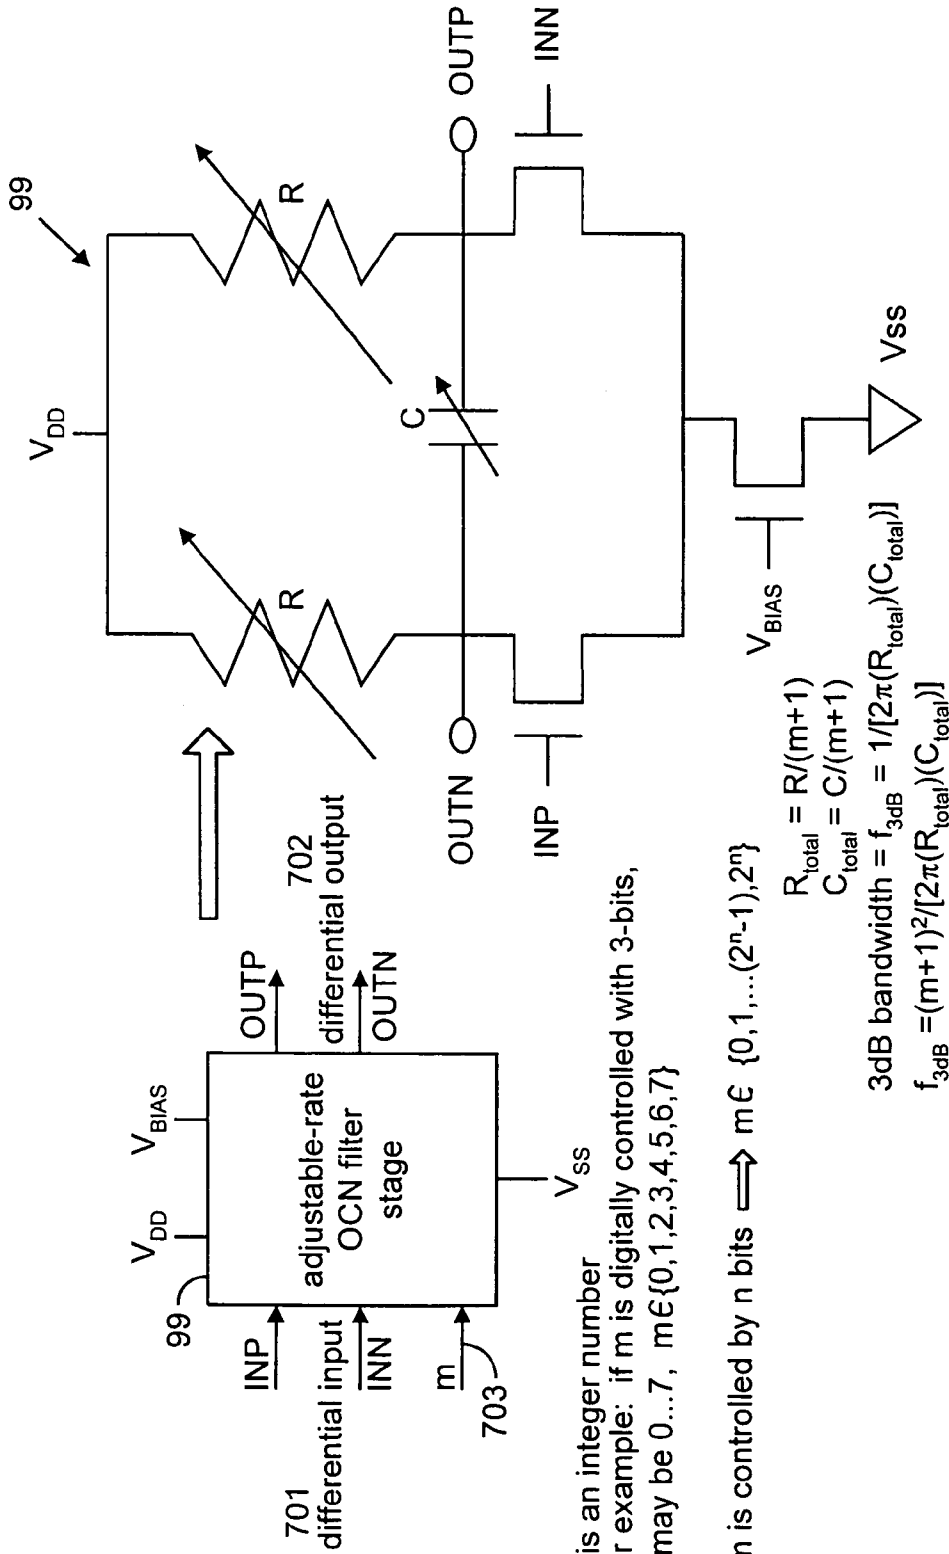 99
V_DD
R
R
C
OUTN
OUTP
INP
INN
V_BIAS
Vss
99
V_DD
V_BIAS
INP
701
differential input
INN
m
703
adjustable-rate
OCN filter
stage
OUTP
702
differential output
OUTN
V_SS
is an integer number
r example: if m is digitally controlled with 3-bits,
may be 0...7, m∈{0,1,2,3,4,5,6,7}
n is controlled by n bits ⇒ m∈ {0,1,...(2^n-1),2^n}
R_total = R/(m+1)
C_total = C/(m+1)
3dB bandwidth = f_3dB = 1/[2π(R_total)(C_total)]
f_3dB =(m+1)^2/[2π(R_total)(C_total)]